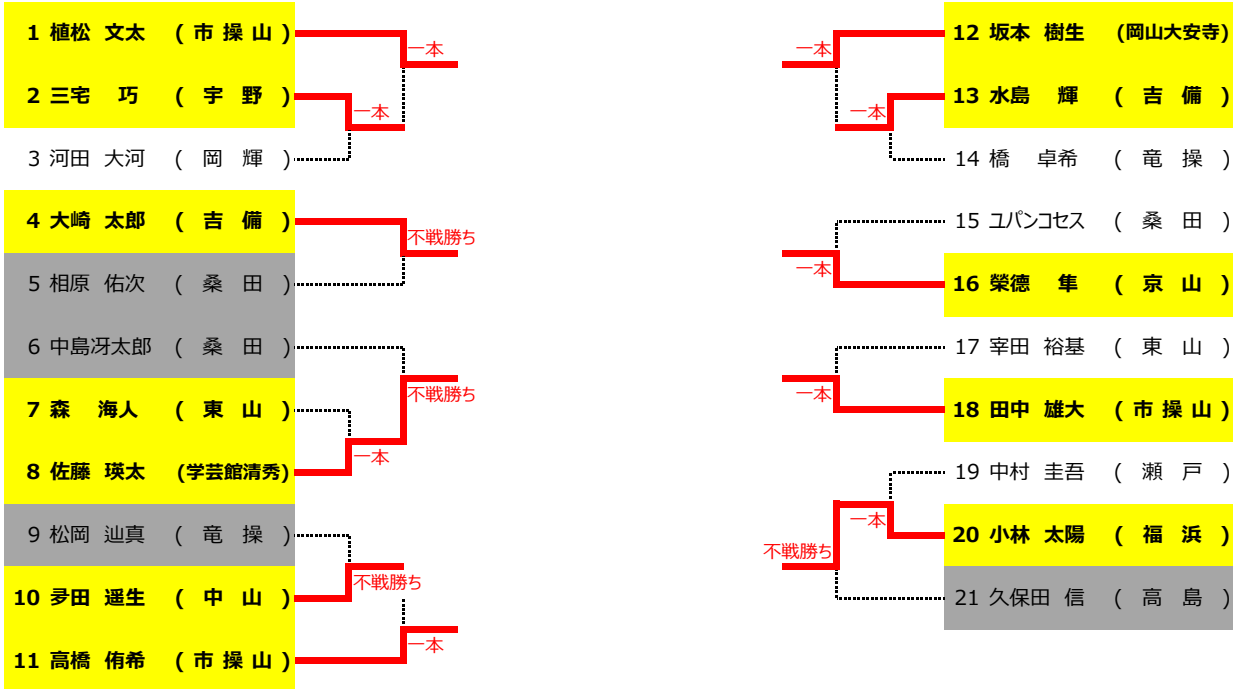 1 植松 文太 ( 市 操 山 )
一本
2 三宅 巧 ( 宇 野 )
一本
3 河田 大河 ( 岡 輝 )
4 大崎 太郎 ( 吉 備 )
不戦勝ち
5 相原 佑次 ( 桑 田 )
6 中島冴太郎 ( 桑 田 )
不戦勝ち
7 森 海人 ( 東 山 )
一本
8 佐藤 瑛太 (学芸館清秀)
9 松岡 辿真 ( 竜 操 )
不戦勝ち
10 夛田 遥生 ( 中 山 )
一本
11 高橋 侑希 ( 市 操 山 )
12 坂本 樹生 (岡山大安寺)
一本
13 水島 輝 ( 吉 備 )
一本
14 橋 卓希 ( 竜 操 )
15 ユパンコセス ( 桑 田 )
一本
16 榮德 隼 ( 京 山 )
17 宰田 裕基 ( 東 山 )
一本
18 田中 雄大 ( 市 操 山 )
19 中村 圭吾 ( 瀬 戸 )
一本
20 小林 太陽 ( 福 浜 )
不戦勝ち
21 久保田 信 ( 高 島 )